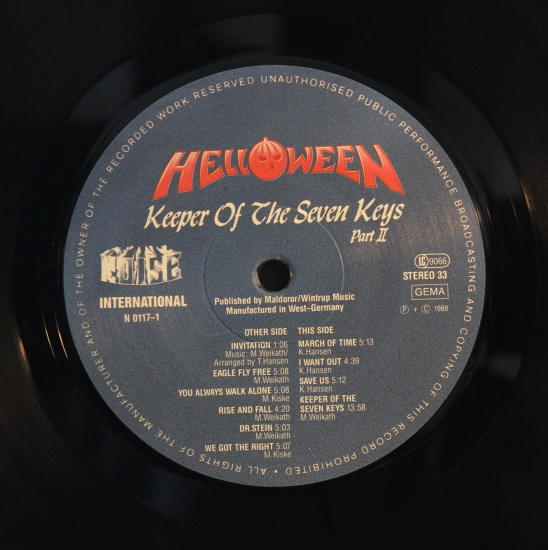 ALL RIGHTS OF THE MANUFACTURER AND OF THE OWNER OF THE RECORDED WORK RESERVED UNAUTHORISED PUBLIC PERFORMANCE BROADCASTING AND COPYING OF THIS RECORD PROHIBITED •
HELLOWEEN
Keeper Of The Seven Keys
Part II
NOISE
INTERNATIONAL
N 0117-1
LC 9066
STEREO 33
GEMA
Ⓟ + © 1988
Published by Maldoror/Wintrup Music
Manufactured in West-Germany
OTHER SIDE
INVITATION 1:06
Music: M.Weikath/
Arranged by T.Hansen
EAGLE FLY FREE 5:08
M.Weikath
YOU ALWAYS WALK ALONE 5:08
M.Kiske
RISE AND FALL 4:20
M.Weikath
DR.STEIN 5:03
M.Weikath
WE GOT THE RIGHT 5:07
M.Kiske
THIS SIDE
MARCH OF TIME 5:13
K.Hansen
I WANT OUT 4:39
K.Hansen
SAVE US 5:12
K.Hansen
KEEPER OF THE
SEVEN KEYS 13:58
M.Weikath